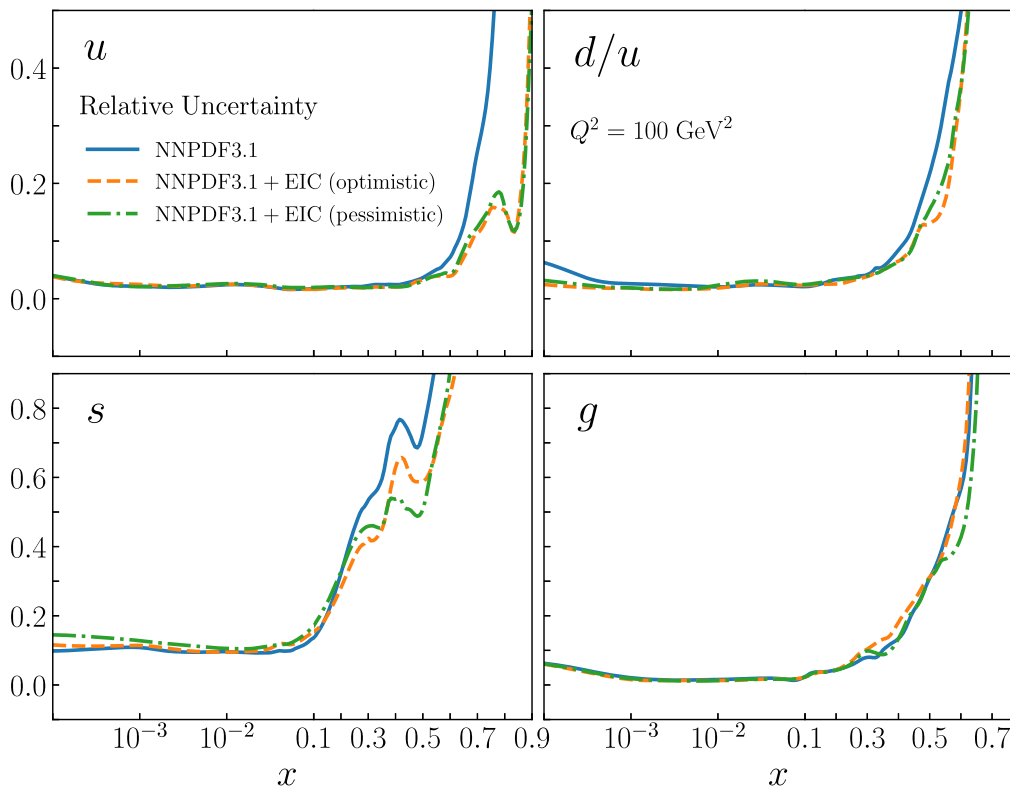 u
Relative Uncertainty
NNPDF3.1
NNPDF3.1 + EIC (optimistic)
NNPDF3.1 + EIC (pessimistic)
0.4
0.2
0.0
d/u
Q² = 100 GeV²
s
0.8
0.6
0.4
0.2
0.0
10⁻³ 10⁻² 0.1 0.3 0.5 0.7 0.9
x
g
10⁻³ 10⁻² 0.1 0.3 0.5 0.7
x